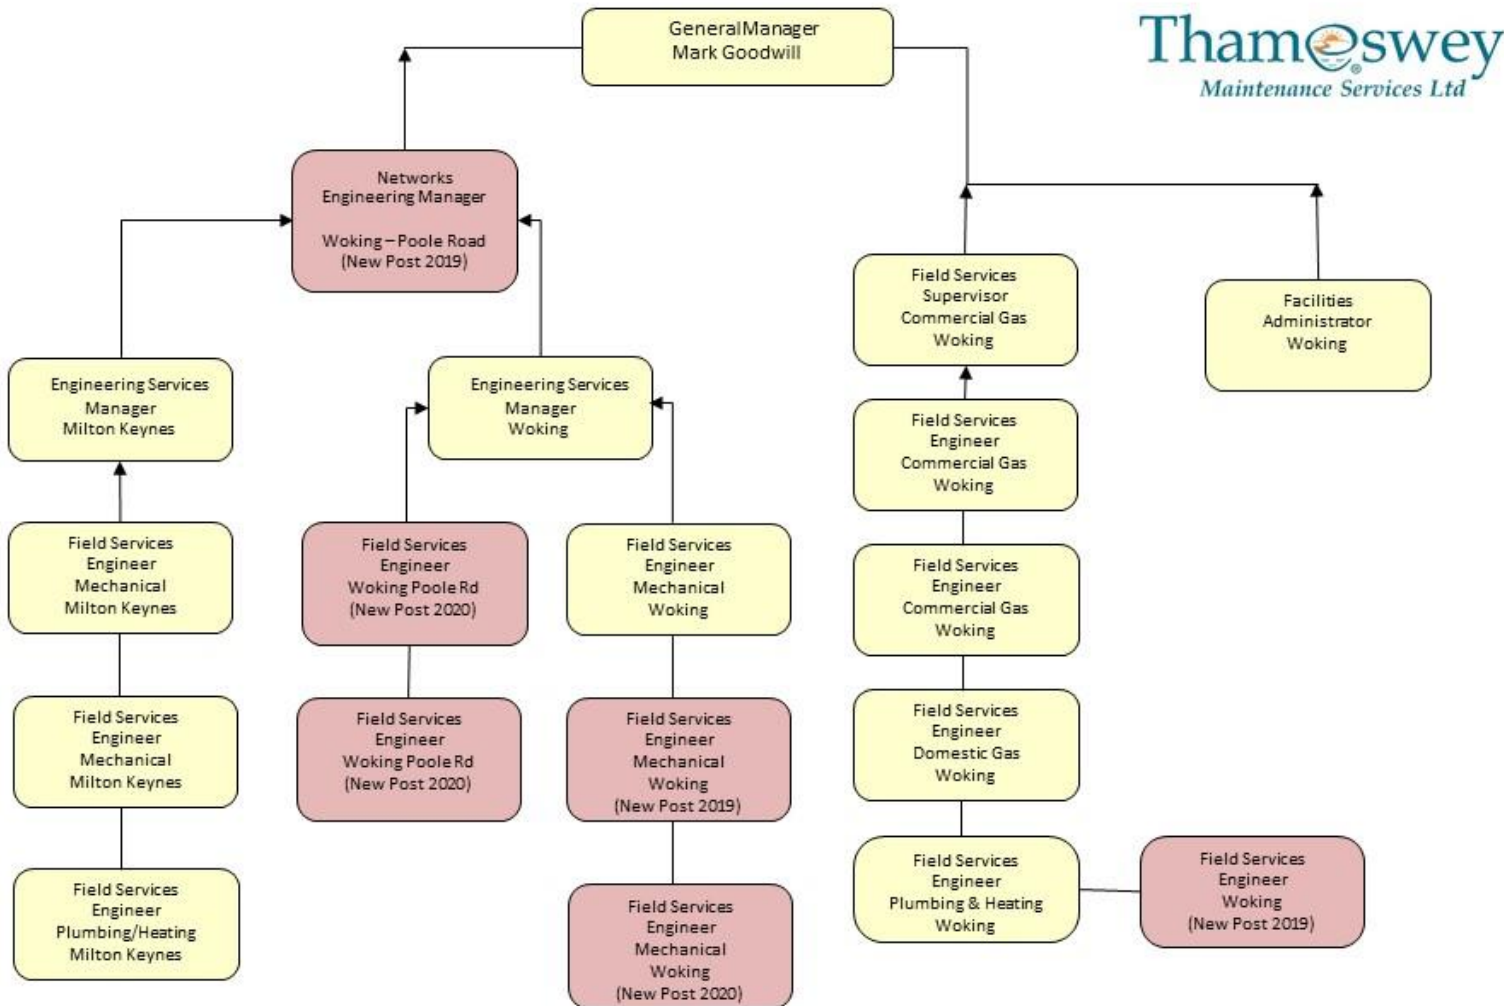 GeneralManager
Mark Goodwill
Thameswey
®
Maintenance Services Ltd
Networks
Engineering Manager
Woking – Poole Road
(New Post 2019)
Field Services
Supervisor
Commercial Gas
Woking
Facilities
Administrator
Woking
Engineering Services
Manager
Milton Keynes
Engineering Services
Manager
Woking
Field Services
Engineer
Commercial Gas
Woking
Field Services
Engineer
Mechanical
Milton Keynes
Field Services
Engineer
Woking Poole Rd
(New Post 2020)
Field Services
Engineer
Mechanical
Woking
Field Services
Engineer
Commercial Gas
Woking
Field Services
Engineer
Mechanical
Milton Keynes
Field Services
Engineer
Woking Poole Rd
(New Post 2020)
Field Services
Engineer
Mechanical
Woking
(New Post 2019)
Field Services
Engineer
Domestic Gas
Woking
Field Services
Engineer
Plumbing/Heating
Milton Keynes
Field Services
Engineer
Mechanical
Woking
(New Post 2020)
Field Services
Engineer
Plumbing & Heating
Woking
Field Services
Engineer
Woking
(New Post 2019)